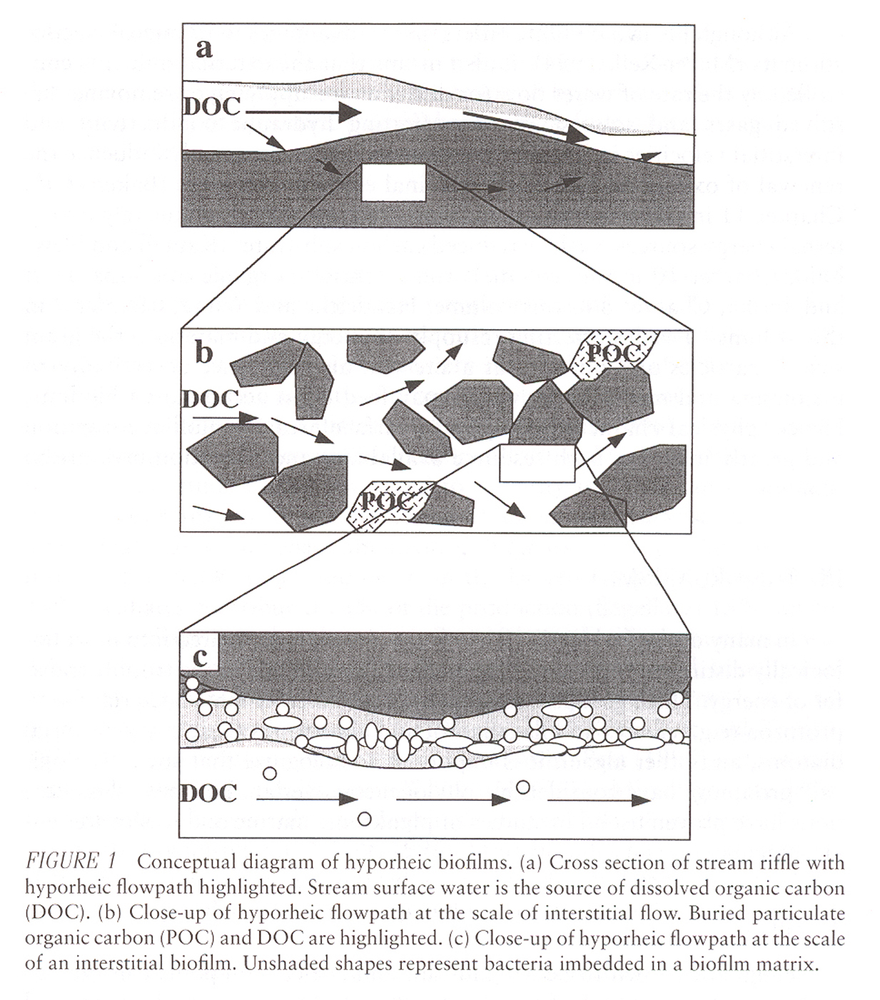 a
DOC
b
POC
DOC
POC
c
DOC
FIGURE 1 Conceptual diagram of hyporheic biofilms. (a) Cross section of stream riffle with
hyporheic flowpath highlighted. Stream surface water is the source of dissolved organic carbon
(DOC). (b) Close-up of hyporheic flowpath at the scale of interstitial flow. Buried particulate
organic carbon (POC) and DOC are highlighted. (c) Close-up of hyporheic flowpath at the scale
of an interstitial biofilm. Unshaded shapes represent bacteria imbedded in a biofilm matrix.